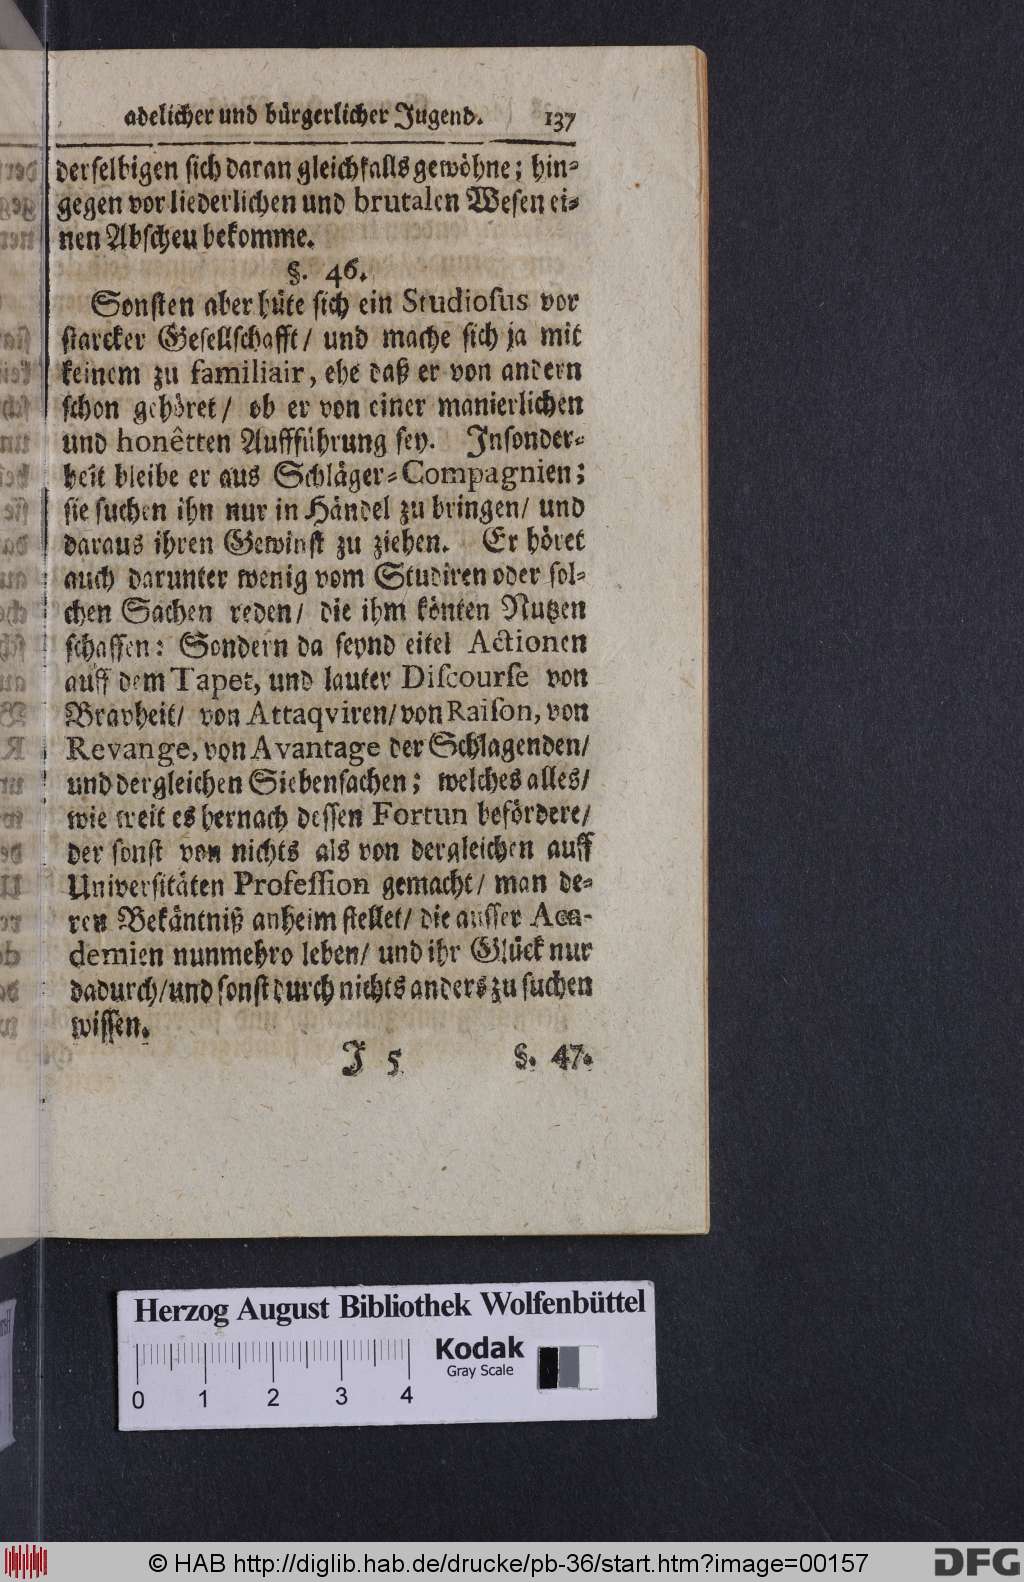 adelicher und bürgerlicher Jugend. 137
derselbigen sich daran gleichfalls gewöhne; hin-
gegen vor liederlichen und brutalen Wesen ei-
nen Abscheu bekomme.
§. 46.
Sonsten aber hüte sich ein Studiosus vor
starcker Gesellschafft/ und mache sich ja mit
keinem zu familiair, ehe daß er von andern
schon gehöret/ ob er von einer manierlichen
und honêtten Auffführung sey. Insonder-
heit bleibe er aus Schläger-Compagnien;
sie suchen ihn nur in Händel zu bringen/ und
daraus ihren Gewinst zu ziehen. Er höret
auch darunter wenig vom Studiren oder sol-
chen Sachen reden/ die ihm könten Nutzen
schaffen: Sondern da seynd eitel Actionen
auff dem Tapet, und lauter Discourse von
Bravheit/ von Attaqviren/ von Raison, von
Revange, von Avantage der Schlagenden/
und dergleichen Siebensachen; welches alles/
wie weit es hernach dessen Fortun befördere/
der sonst von nichts als von dergleichen auff
Universitäten Profession gemacht/ man de-
ren Bekäntniß anheim stellet/ die ausser Aca-
demien nunmehro leben/ und ihr Glück nur
dadurch/ und sonst durch nichts anders zu suchen
wissen.
J 5 §. 47.
Herzog August Bibliothek Wolfenbüttel
Kodak
Gray Scale
0 1 2 3 4
© HAB http://diglib.hab.de/drucke/pb-36/start.htm?image=00157
DFG